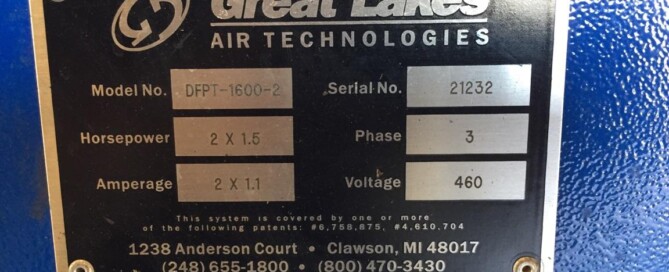 Great Lakes
AIR TECHNOLOGIES
Model No. DFPT-1600-2 Serial No. 21232
Horsepower 2 X 1.5 Phase 3
Amperage 2 X 1.1 Voltage 460
This system is covered by one or more
of the following patents: #6,758,875, #4,610,704
1238 Anderson Court • Clawson, MI 48017
(248) 655-1800 • (800) 470-3430